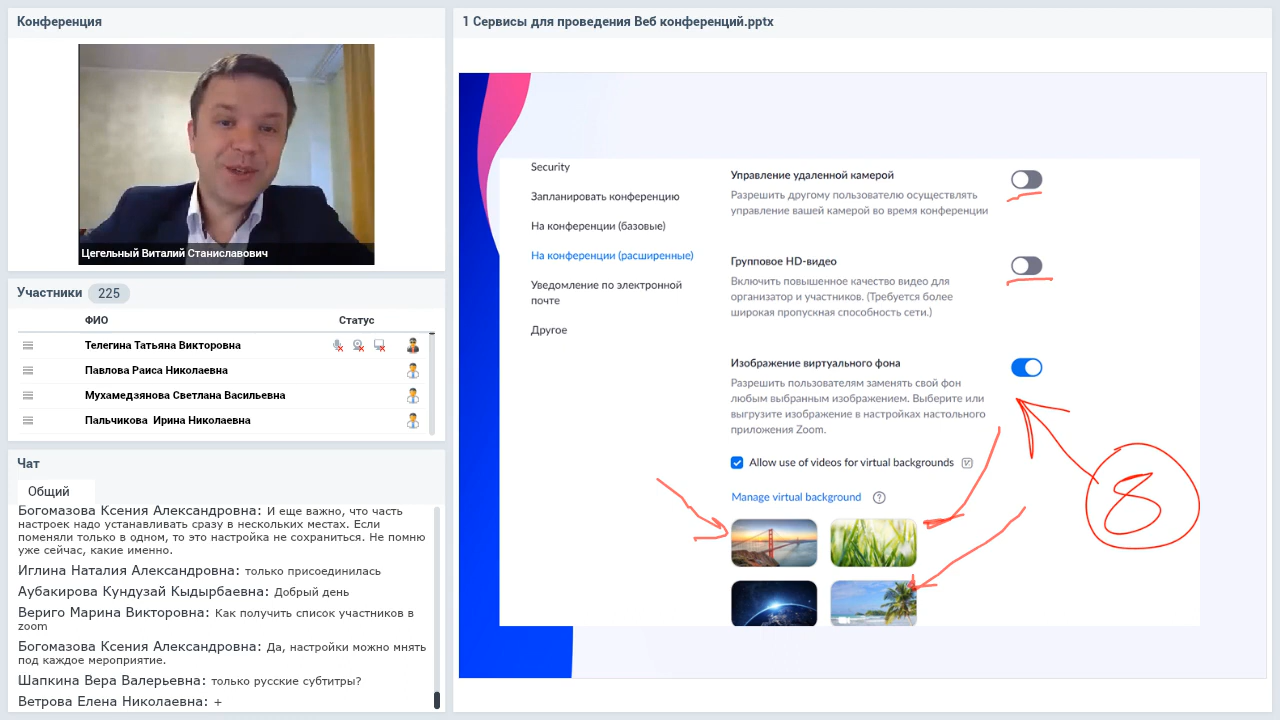 Конференция
Цегельный Виталий Станиславович
Участники 225
ФИО Статус
Телегина Татьяна Викторовна
Павлова Раиса Николаевна
Мухамедзянова Светлана Васильевна
Пальчикова Ирина Николаевна
Чат
Общий
Богомазова Ксения Александровна: И еще важно, что часть
настроек надо устанавливать сразу в нескольких местах. Если
поменяли только в одном, то это настройка не сохраниться. Не помню
уже сейчас, какие именно.
Иглина Наталия Александровна: только присоединилась
Аубакирова Кундузай Кыдырбаевна: Добрый день
Вериго Марина Викторовна: Как получить список участников в
zoom
Богомазова Ксения Александровна: Да, настройки можно мнять
под каждое мероприятие.
Шапкина Вера Валерьевна: только русские субтитры?
Ветрова Елена Николаевна: +
1 Сервисы для проведения Веб конференций.pptx
Security
Запланировать конференцию
На конференции (базовые)
На конференции (расширенные)
Уведомление по электронной
почте
Другое
Управление удаленной камерой
Разрешить другому пользователю осуществлять
управление вашей камерой во время конференции
Групповое HD-видео
Включить повышенное качество видео для
организатор и участников. (Требуется более
широкая пропускная способность сети.)
Изображение виртуального фона
Разрешить пользователям заменять свой фон
любым выбранным изображением. Выберите или
выгрузите изображение в настройках настольного
приложения Zoom.
Allow use of videos for virtual backgrounds
Manage virtual background ?
8